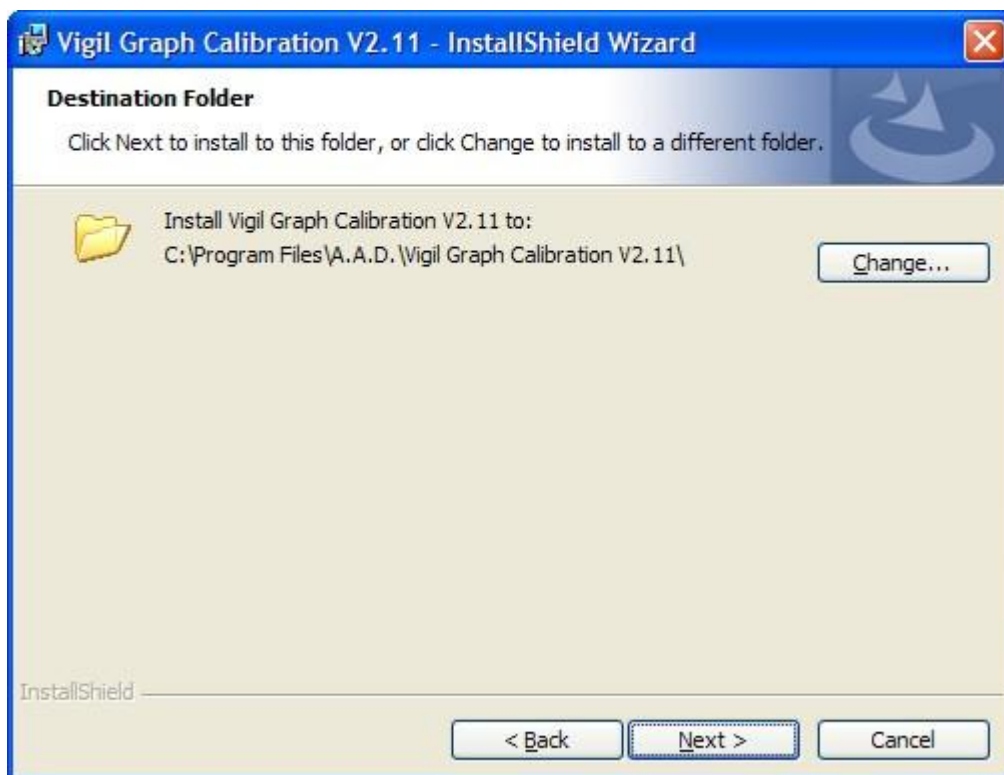 Vigil Graph Calibration V2.11 - InstallShield Wizard
Destination Folder
Click Next to install to this folder, or click Change to install to a different folder.
Install Vigil Graph Calibration V2.11 to:
C:\Program Files\A.A.D.\Vigil Graph Calibration V2.11\
Change...
InstallShield
< Back
Next >
Cancel